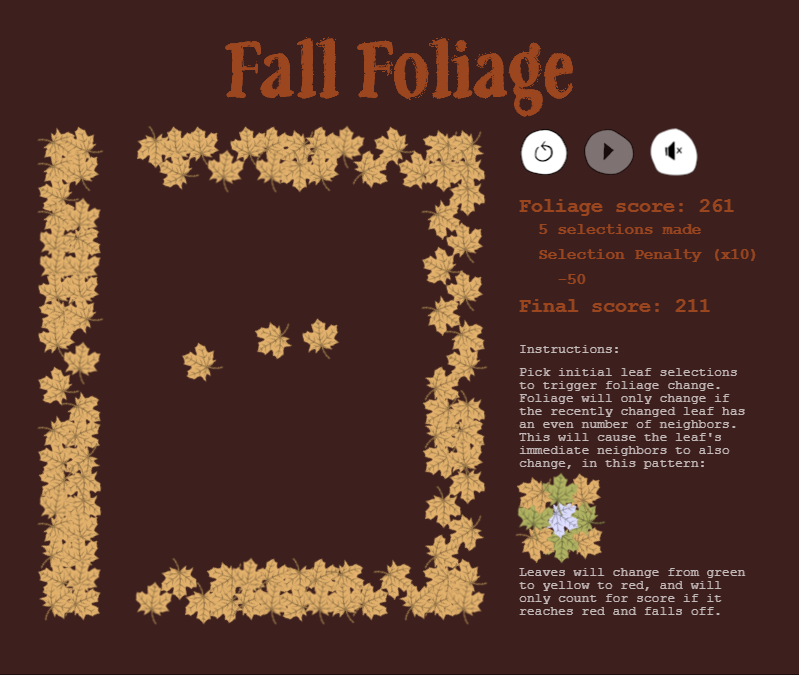 Fall Foliage
Foliage score: 261
5 selections made
Selection Penalty (x10)
-50
Final score: 211
Instructions:
Pick initial leaf selections
to trigger foliage change.
Foliage will only change if
the recently changed leaf has
an even number of neighbors.
This will cause the leaf's
immediate neighbors to also
change, in this pattern:
Leaves will change from green
to yellow to red, and will
only count for score if it
reaches red and falls off.